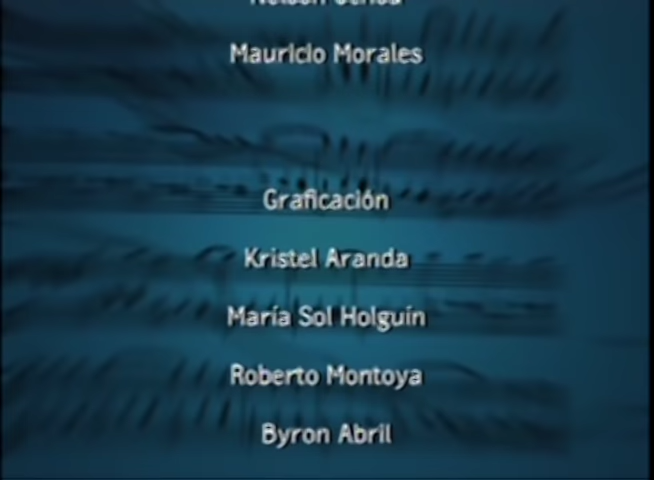 Mauricio Morales
Graficación
Kristel Aranda
María Sol Holguín
Roberto Montoya
Byron Abril